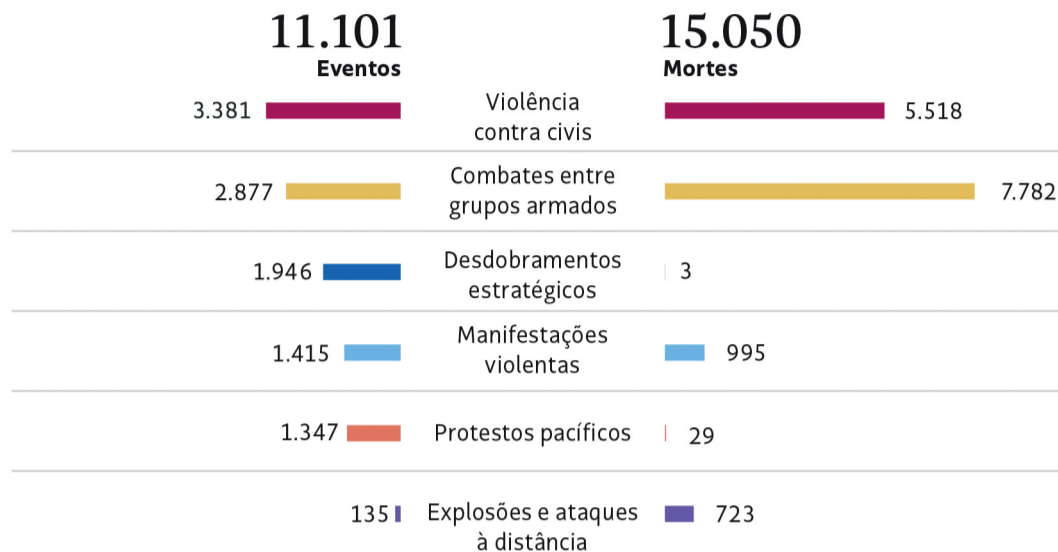 11.101
Eventos
15.050
Mortes
3.381
Violência
contra civis
5.518
2.877
Combates entre
grupos armados
7.782
1.946
Desdobramentos
estratégicos
3
1.415
Manifestações
violentas
995
1.347
Protestos pacíficos
29
135
Explosões e ataques
à distância
723